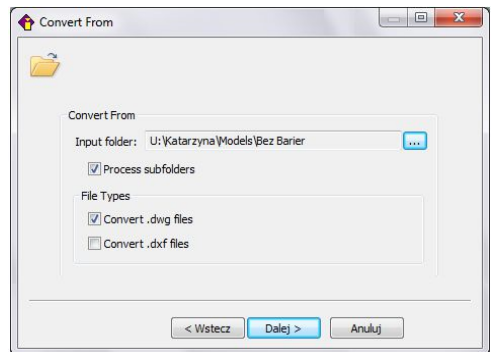 Convert From
Convert From
Input folder: U:\Katarzyna\Models\Bez Barier ...
Process subfolders
File Types
Convert .dwg files
Convert .dxf files
< Wstecz Dalej > Anuluj